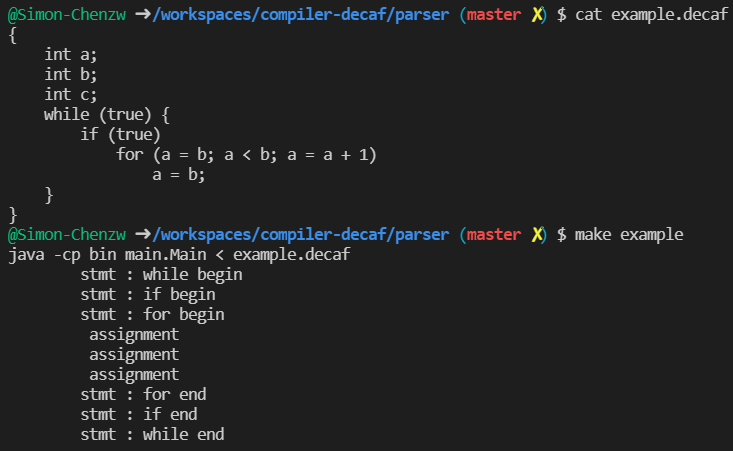 @Simon-Chenzw ➜/workspaces/compiler-decaf/parser (master ✗) $ cat example.decaf
{
    int a;
    int b;
    int c;
    while (true) {
        if (true)
            for (a = b; a < b; a = a + 1)
                a = b;
    }
}
@Simon-Chenzw ➜/workspaces/compiler-decaf/parser (master ✗) $ make example
java -cp bin main.Main < example.decaf
        stmt : while begin
        stmt : if begin
        stmt : for begin
         assignment
         assignment
         assignment
        stmt : for end
        stmt : if end
        stmt : while end